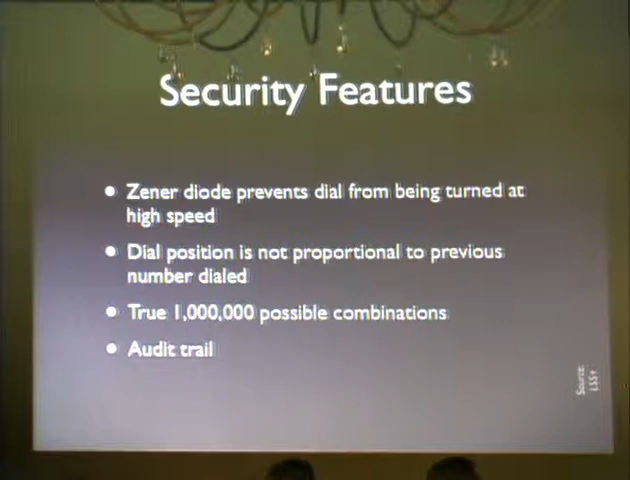 Security Features
• Zener diode prevents dial from being turned at
high speed
• Dial position is not proportional to previous
number dialed
• True 1,000,000 possible combinations
• Audit trail
Source: